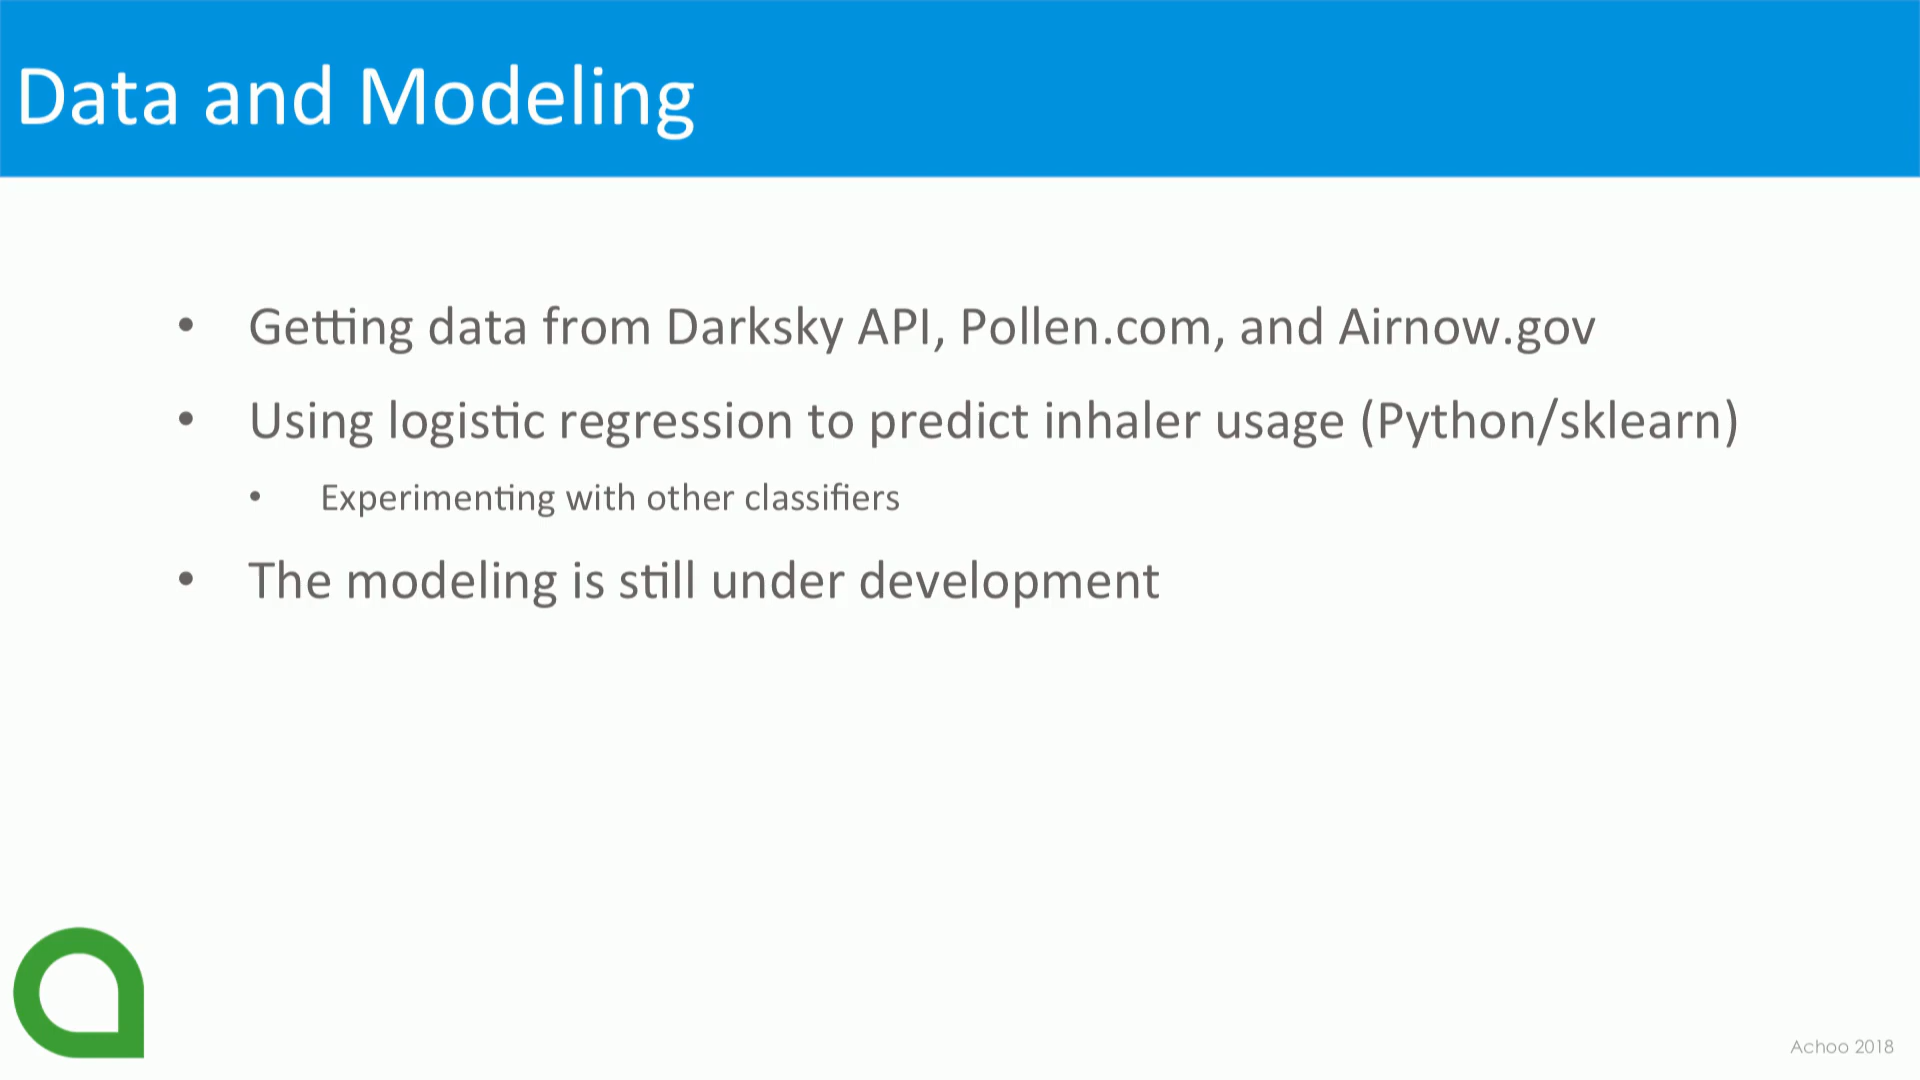 Data and Modeling
• Getting data from Darksky API, Pollen.com, and Airnow.gov
• Using logistic regression to predict inhaler usage (Python/sklearn)
• Experimenting with other classifiers
• The modeling is still under development
Achoo 2018